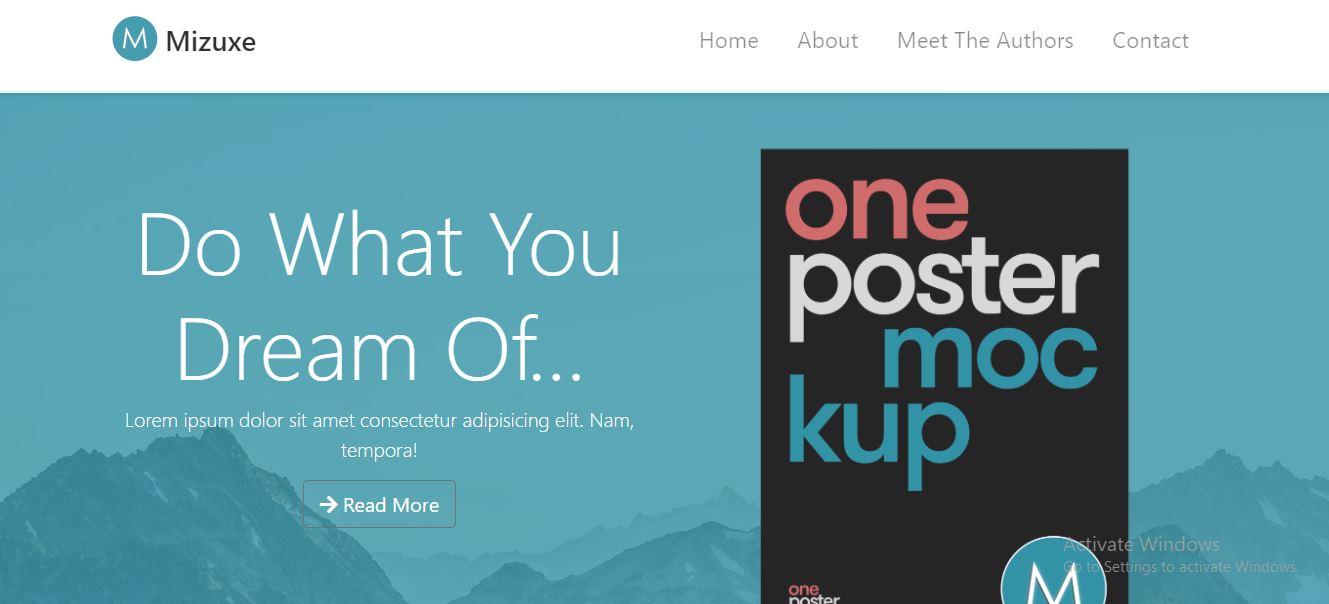 M Mizuxe
Home About Meet The Authors Contact
Do What You
Dream Of...
Lorem ipsum dolor sit amet consectetur adipisicing elit. Nam,
tempora!
Read More
one
poster
moc
kup
one
poster
M
Activate Windows
Go to Settings to activate Windows.